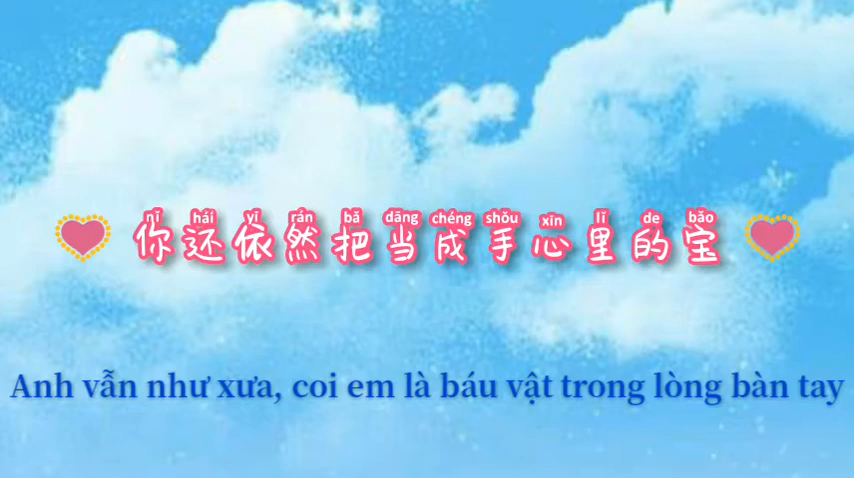 nǐ hái yī rán bǎ dāng chéng shǒu xīn lǐ de bǎo
你还依然把当成手心里的宝
Anh vẫn như xưa, coi em là báu vật trong lòng bàn tay